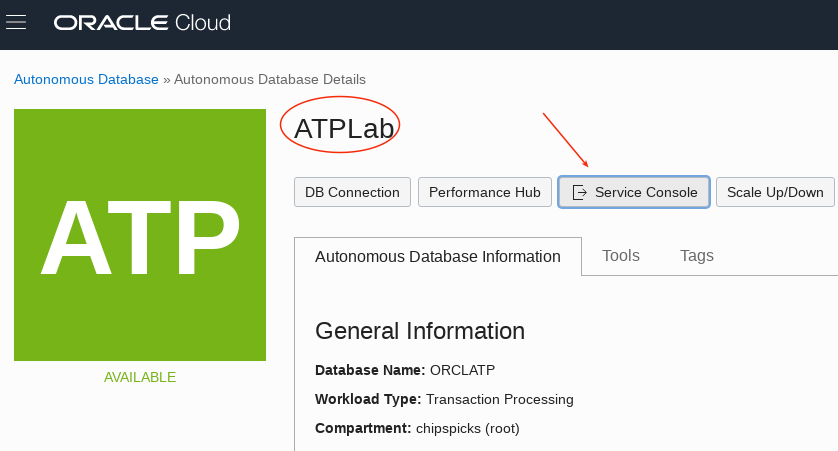 ORACLE Cloud
Autonomous Database » Autonomous Database Details
ATP
AVAILABLE
ATPLab
DB Connection Performance Hub Service Console Scale Up/Down
Autonomous Database Information Tools Tags
General Information
Database Name: ORCLATP
Workload Type: Transaction Processing
Compartment: chipspicks (root)